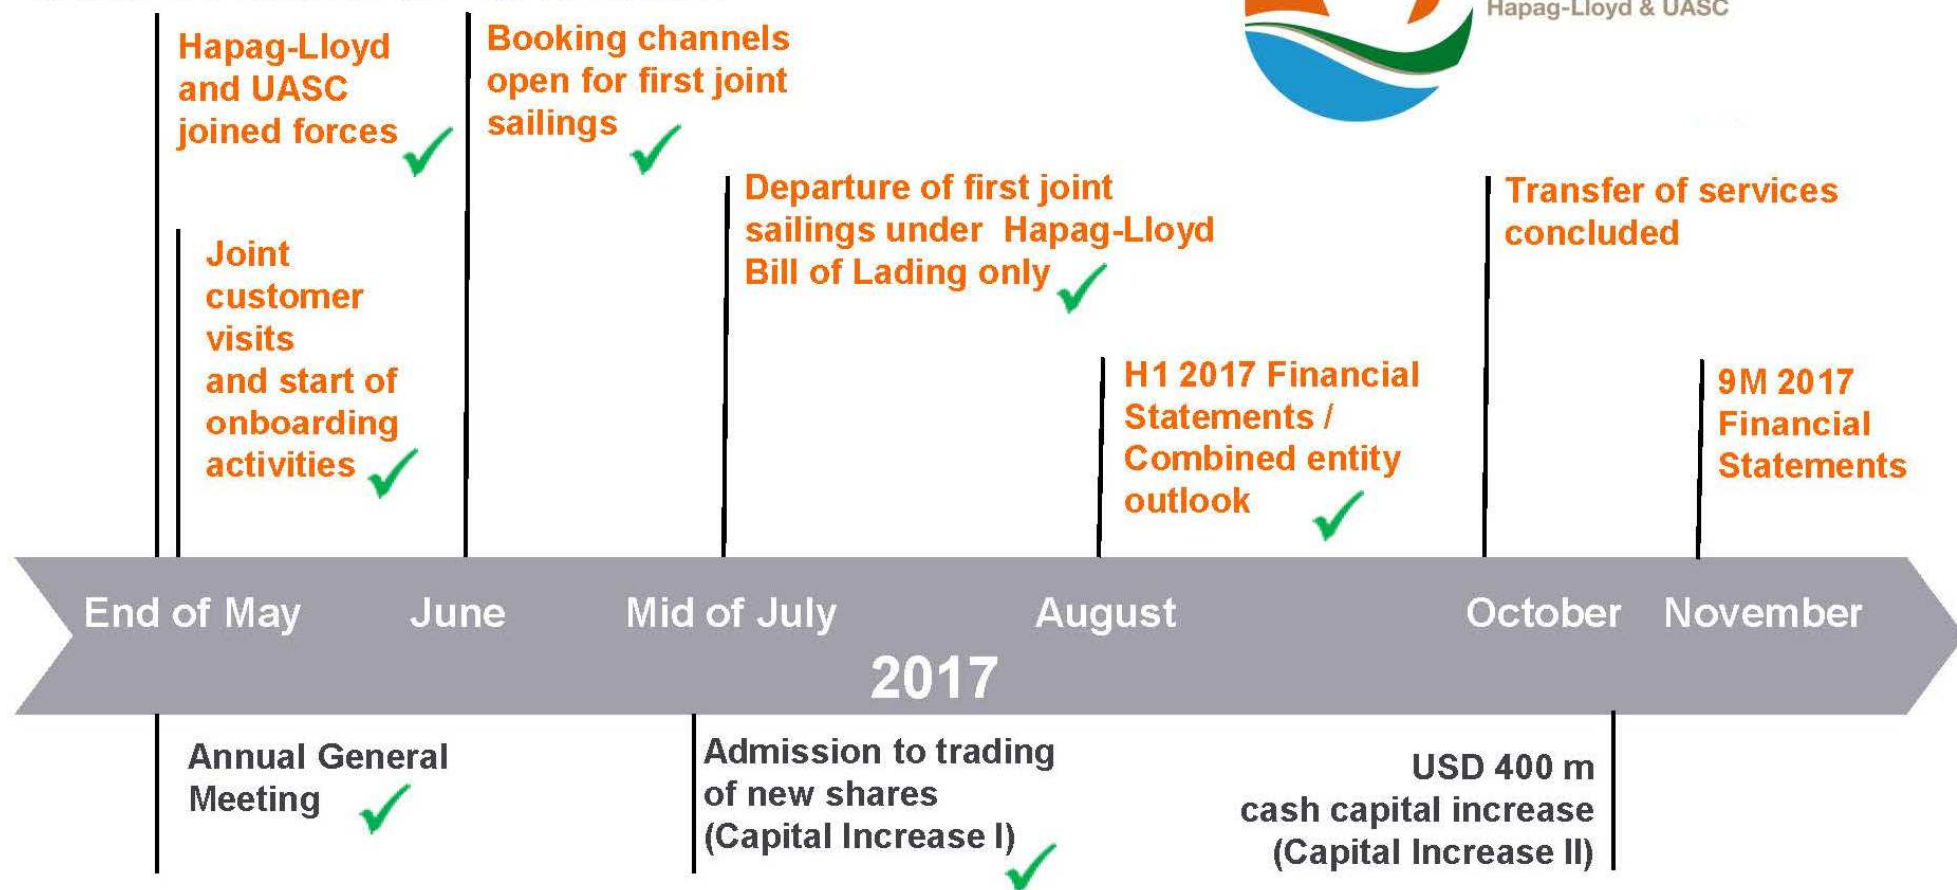 Hapag-Lloyd & UASC
Hapag-Lloyd
and UASC
joined forces
Booking channels
open for first joint
sailings
Joint
customer
visits
and start of
onboarding
activities
Departure of first joint
sailings under Hapag-Lloyd
Bill of Lading only
H1 2017 Financial
Statements /
Combined entity
outlook
Transfer of services
concluded
9M 2017
Financial
Statements
End of May
June
Mid of July
August
October
November
2017
Annual General
Meeting
Admission to trading
of new shares
(Capital Increase I)
USD 400 m
cash capital increase
(Capital Increase II)